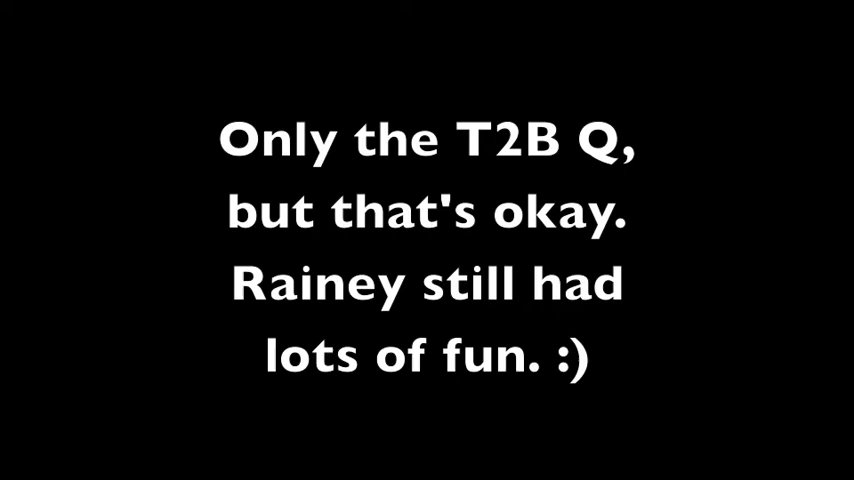 Only the T2B Q,
but that's okay.
Rainey still had
lots of fun. :)